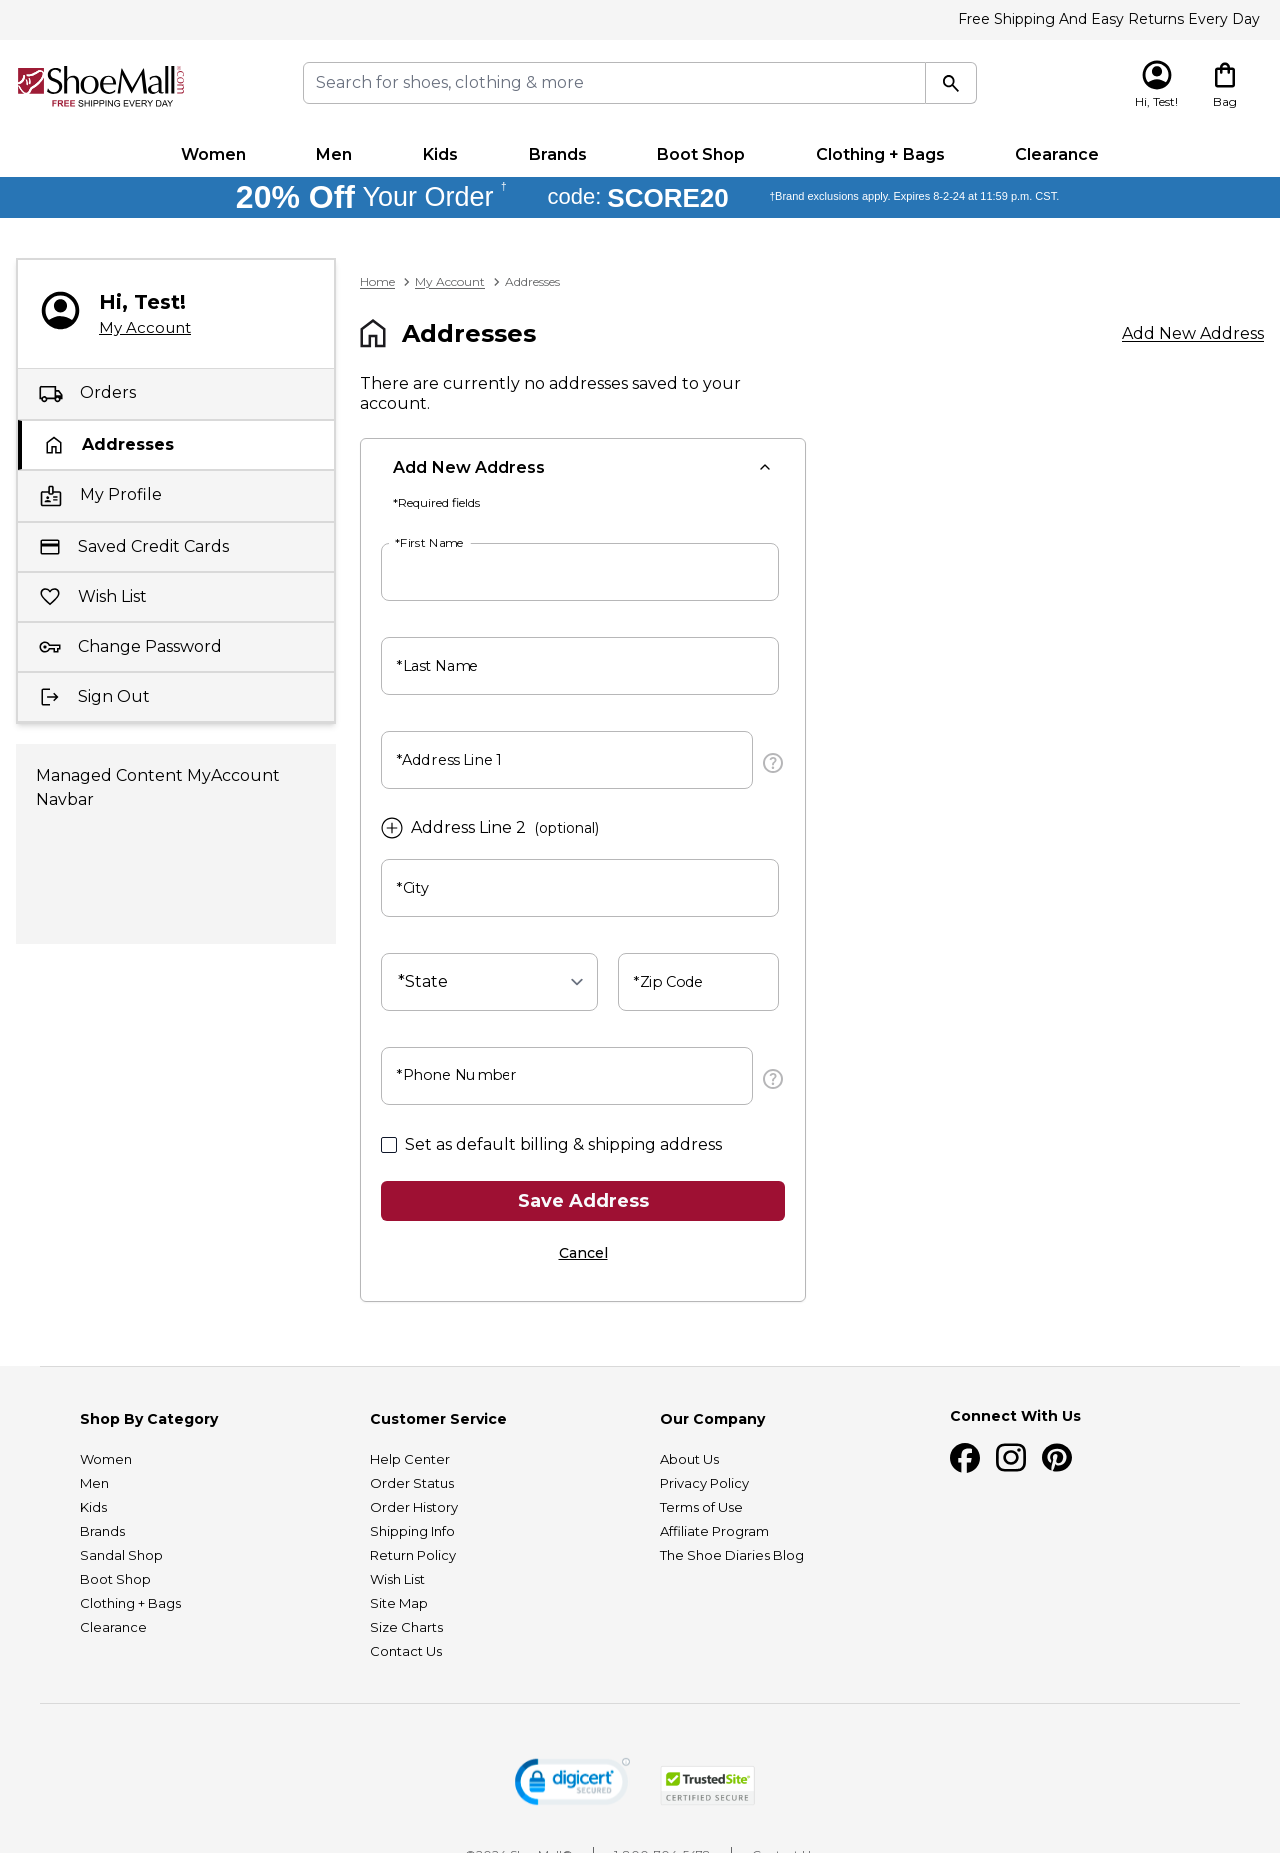 Free Shipping And Easy Returns Every Day
ShoeMall.com
FREE SHIPPING EVERY DAY
Search for shoes, clothing & more
Hi, Test!
Bag
Women Men Kids Brands Boot Shop Clothing + Bags Clearance
20% Off Your Order † code: SCORE20 †Brand exclusions apply. Expires 8-2-24 at 11:59 p.m. CST.
Hi, Test!
My Account
Orders
Addresses
My Profile
Saved Credit Cards
Wish List
Change Password
Sign Out
Managed Content MyAccount
Navbar
Home My Account Addresses
Addresses
Add New Address
There are currently no addresses saved to your
account.
Add New Address
*Required fields
*First Name
*Last Name
*Address Line 1
Address Line 2 (optional)
*City
*State
*Zip Code
*Phone Number
Set as default billing & shipping address
Save Address
Cancel
Shop By Category
Women
Men
Kids
Brands
Sandal Shop
Boot Shop
Clothing + Bags
Clearance
Customer Service
Help Center
Order Status
Order History
Shipping Info
Return Policy
Wish List
Site Map
Size Charts
Contact Us
Our Company
About Us
Privacy Policy
Terms of Use
Affiliate Program
The Shoe Diaries Blog
Connect With Us
digicert
SECURED
TrustedSite
CERTIFIED SECURE